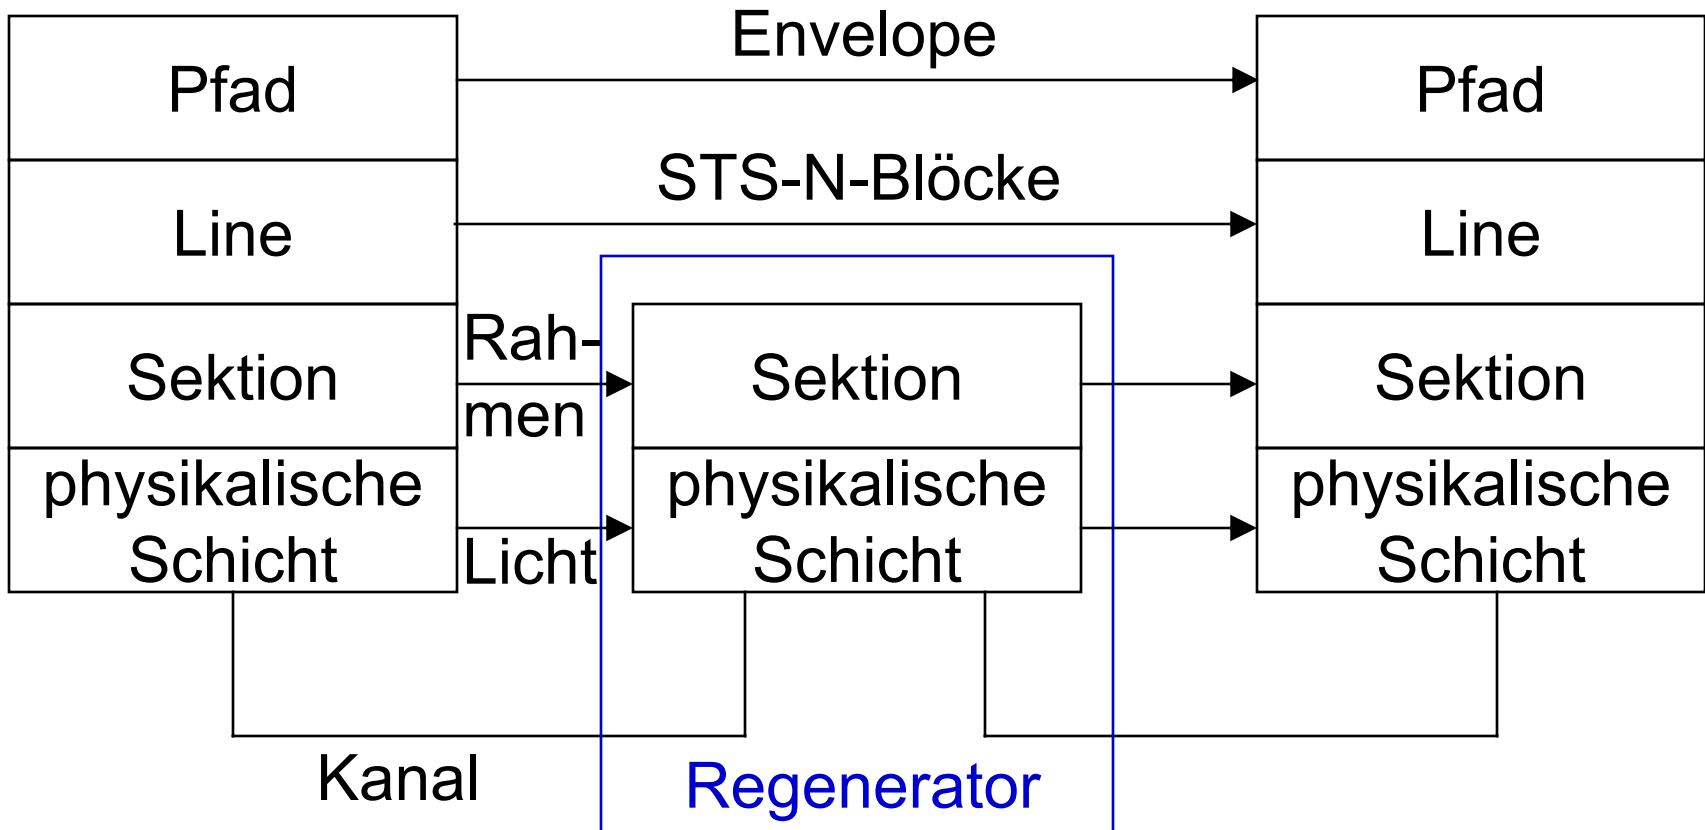 Envelope
Pfad
Pfad
STS-N-Blöcke
Line
Line
Rah-
men
Sektion
Sektion
Sektion
physikalische
Schicht
Licht
physikalische
Schicht
physikalische
Schicht
Kanal
Regenerator